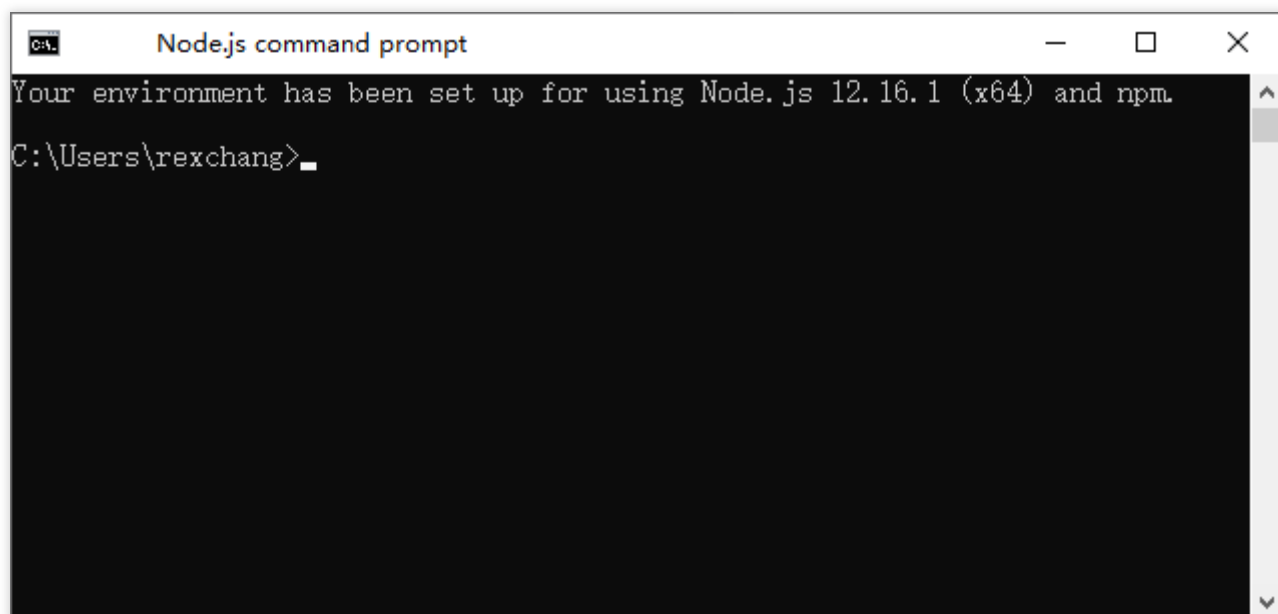 Node.js command prompt
Your environment has been set up for using Node.js 12.16.1 (x64) and npm.
C:\Users\rexchang>